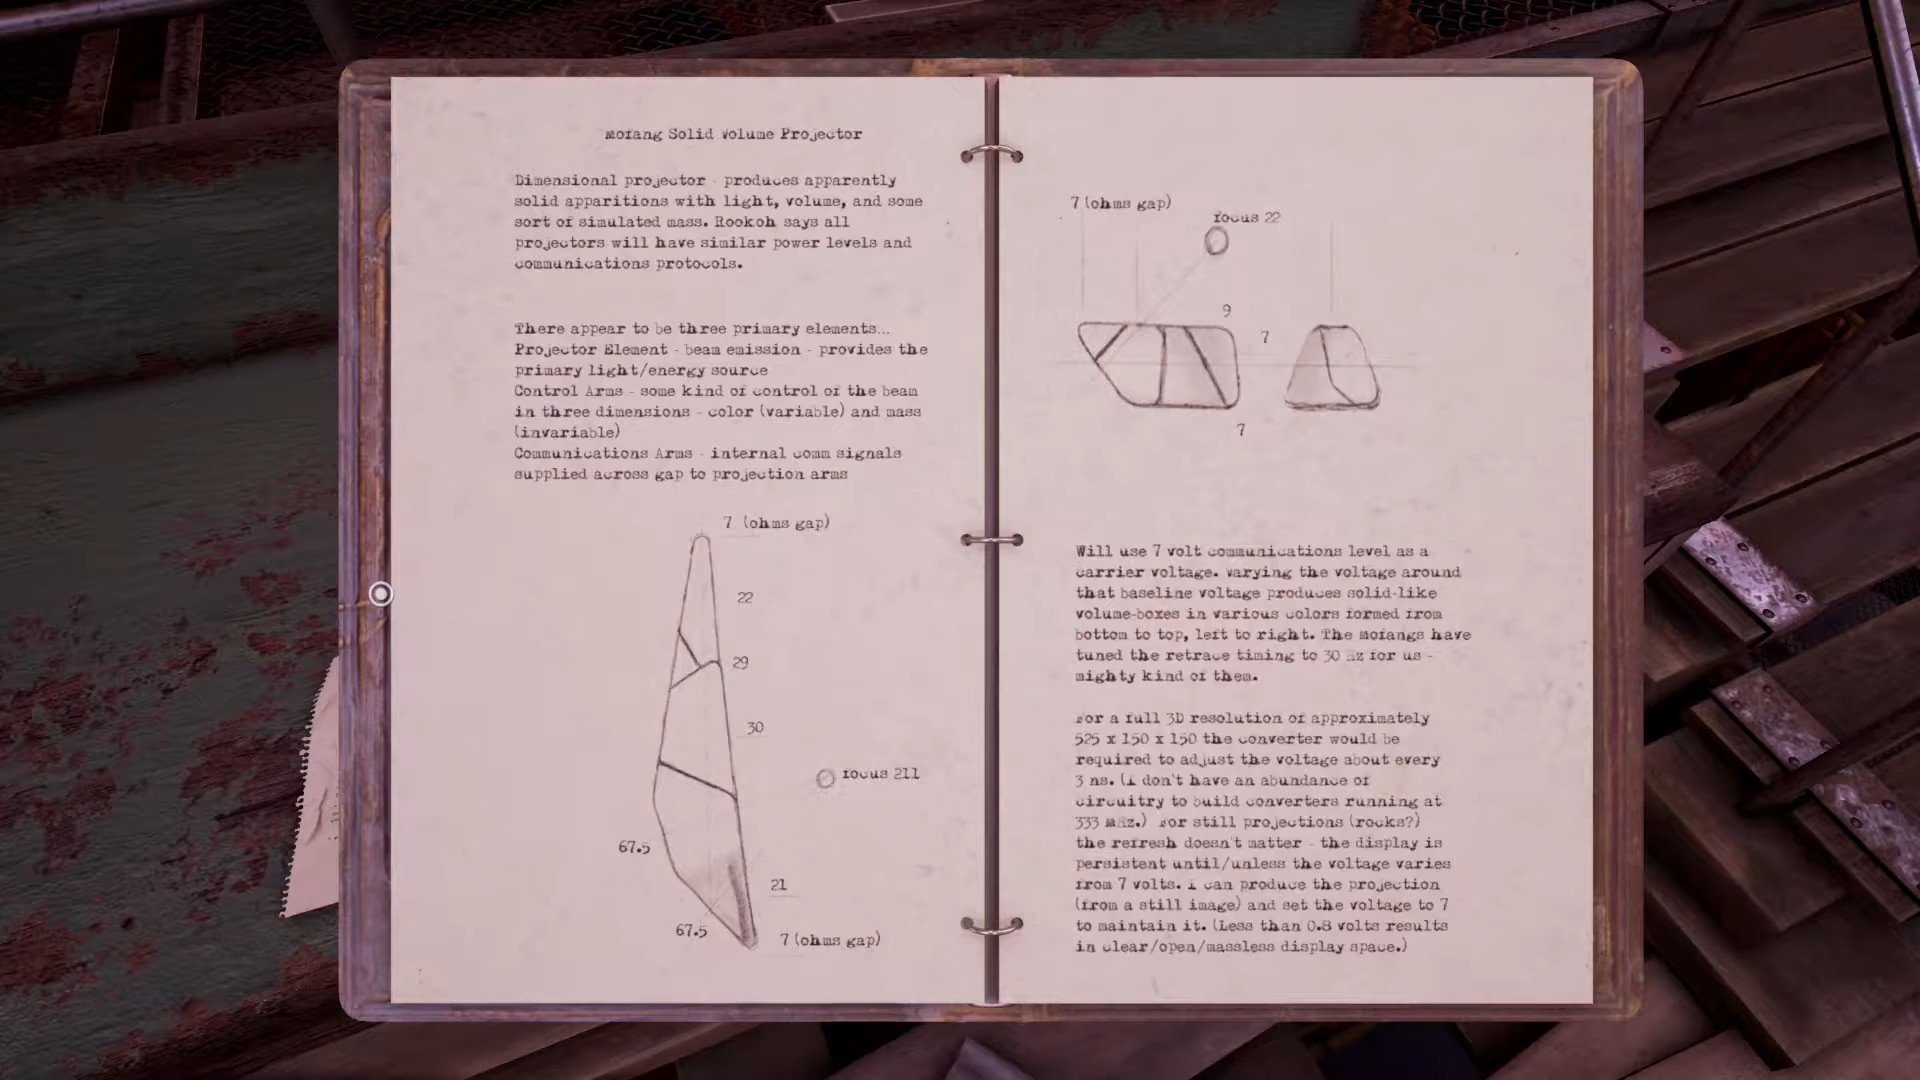 Mofang Solid Volume Projector
Dimensional projector - produces apparently
solid apparitions with light, volume, and some
sort of simulated mass. Rookoh says all
projectors will have similar power levels and
communications protocols.
There appear to be three primary elements...
Projector Element - beam emission - provides the
primary light/energy source
Control Arms - some kind of control of the beam
in three dimensions - color (variable) and mass
(invariable)
Communications Arms - internal comm signals
supplied across gap to projection arms
7 (ohms gap)
22
29
30
focus 211
67.5
21
67.5
7 (ohms gap)
7 (ohms gap)
focus 22
9
7
7
Will use 7 volt communications level as a
carrier voltage. Varying the voltage around
that baseline voltage produces solid-like
volume-boxes in various colors formed from
bottom to top, left to right. The Mofangs have
tuned the retrace timing to 30 Hz for us -
mighty kind of them.
For a full 3D resolution of approximately
525 x 150 x 150 the converter would be
required to adjust the voltage about every
3 ns. (I don't have an abundance of
circuitry to build converters running at
333 MHz.) For still projections (rocks?)
the refresh doesn't matter - the display is
persistent until/unless the voltage varies
from 7 volts. I can produce the projection
(from a still image) and set the voltage to 7
to maintain it. (Less than 0.8 volts results
in clear/open/massless display space.)